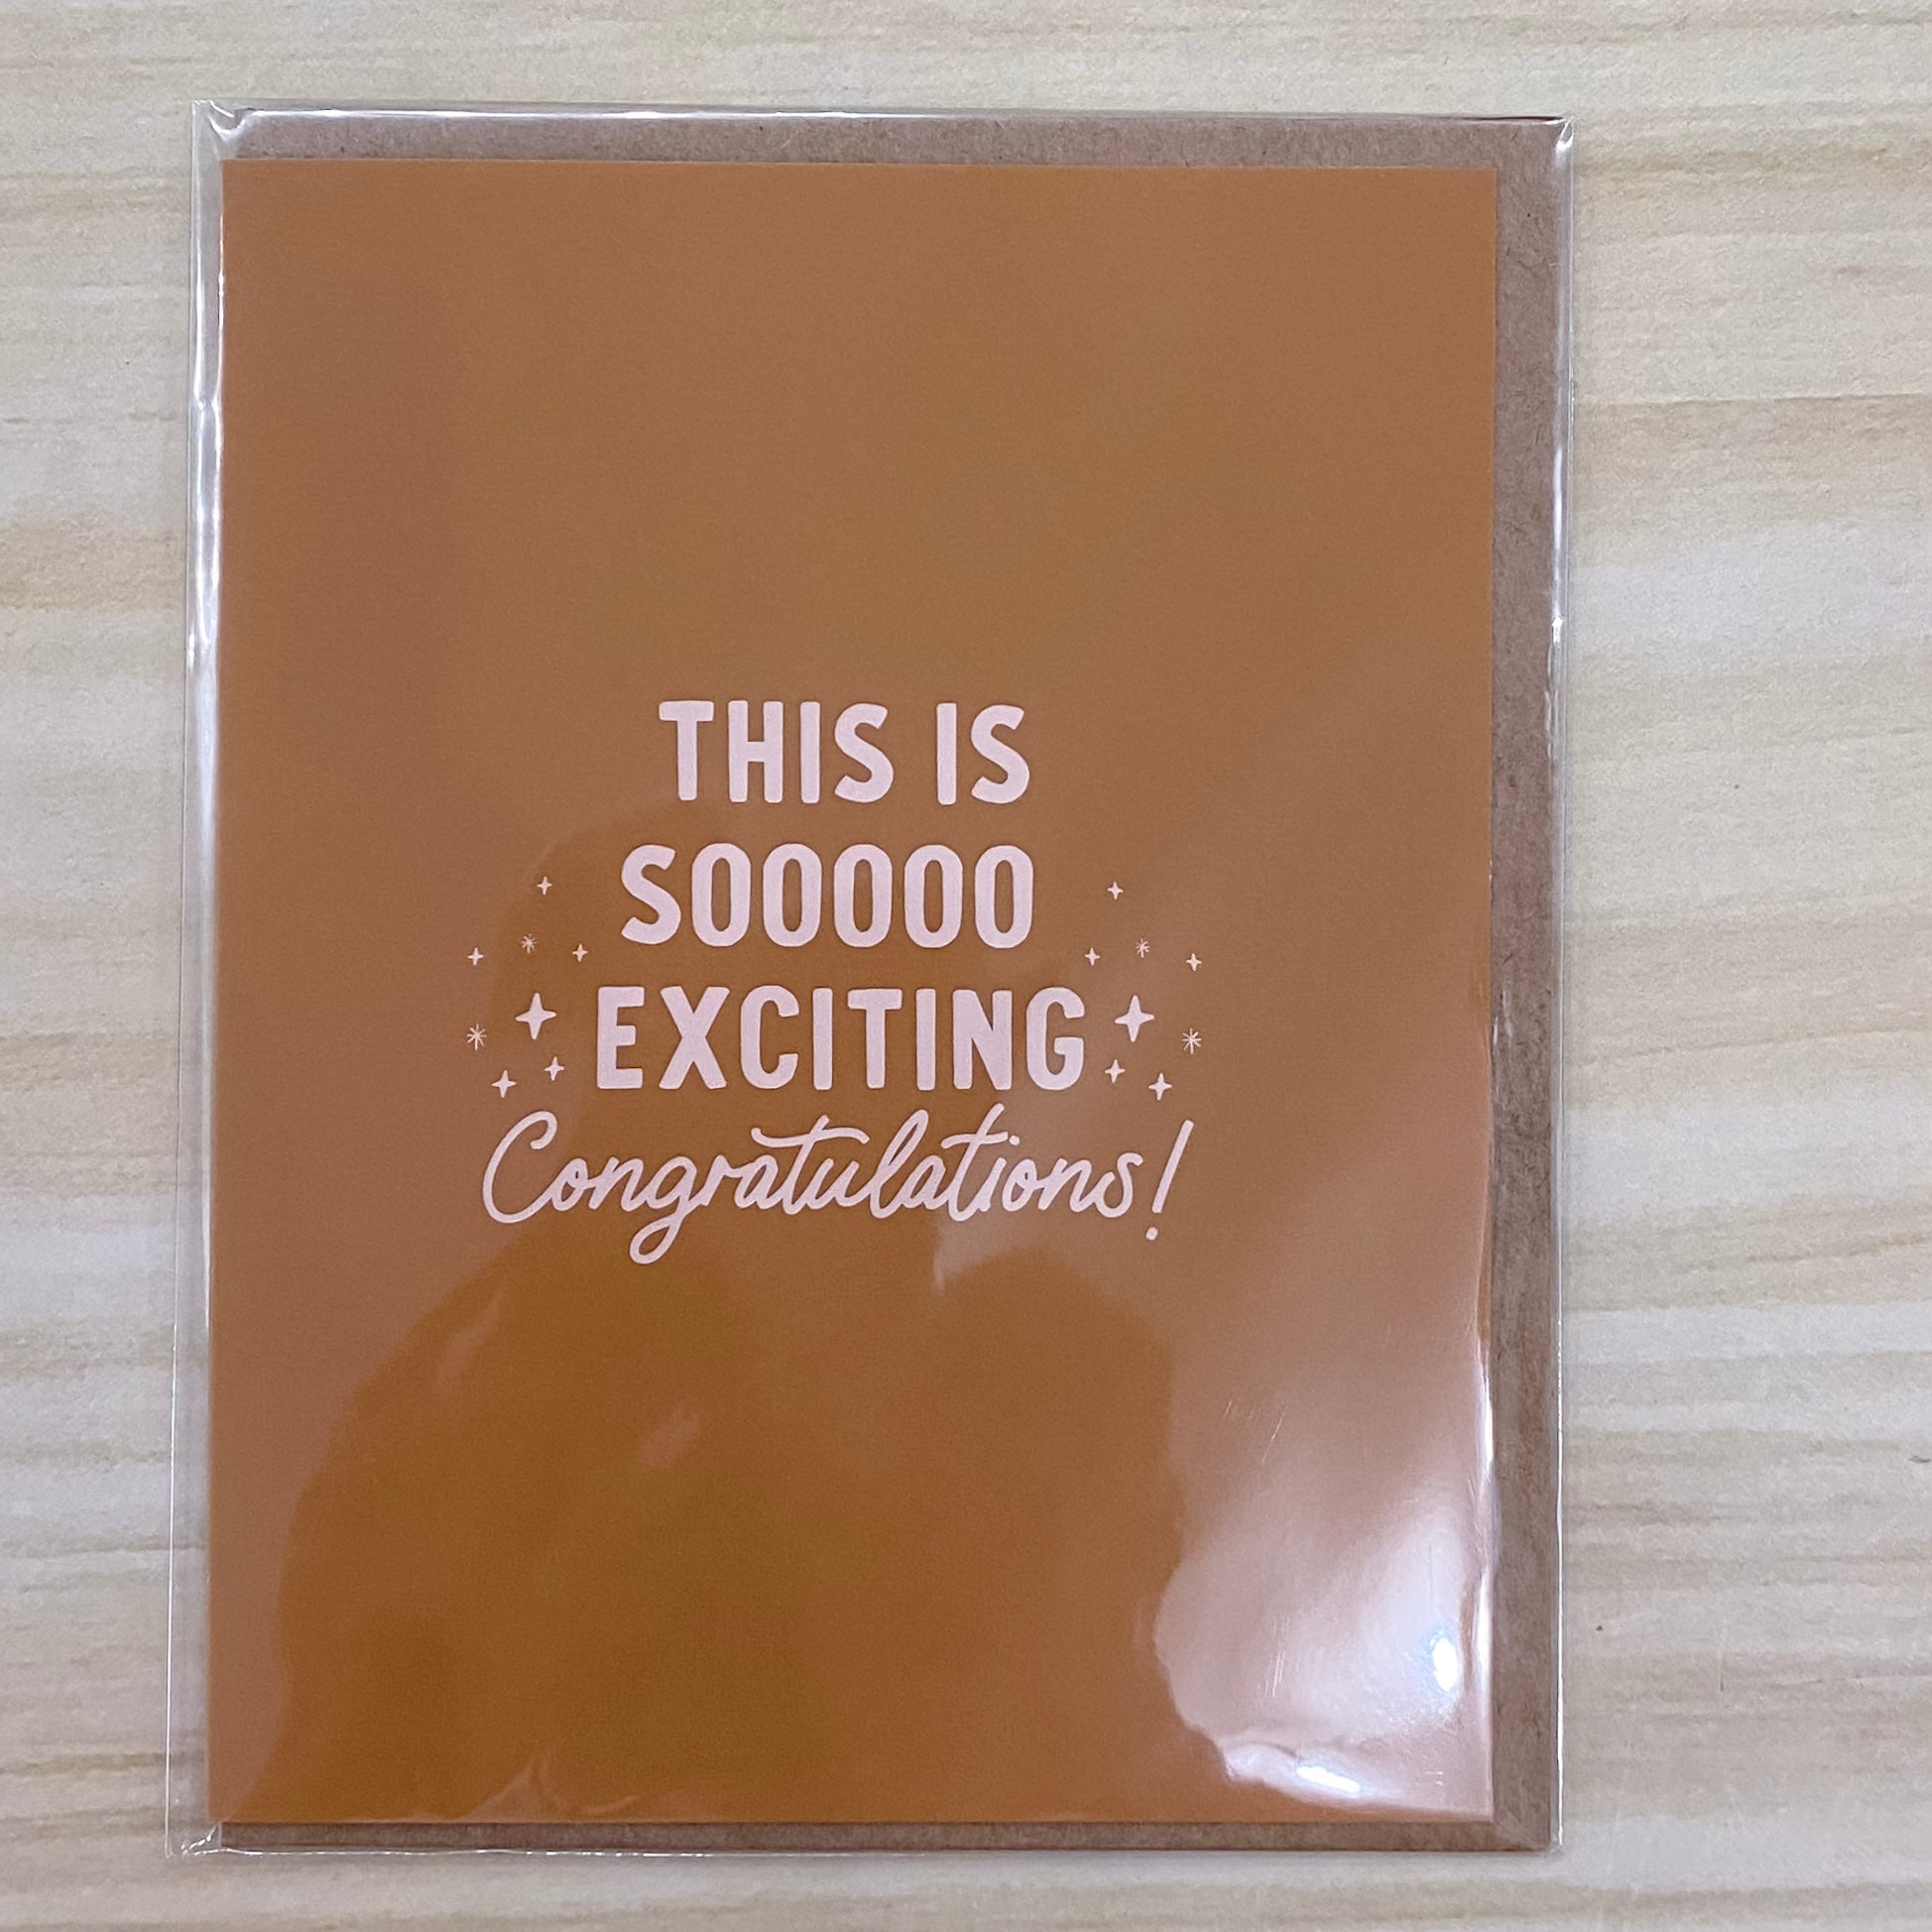 THIS IS
SOOOOO
EXCITING
Congratulations!